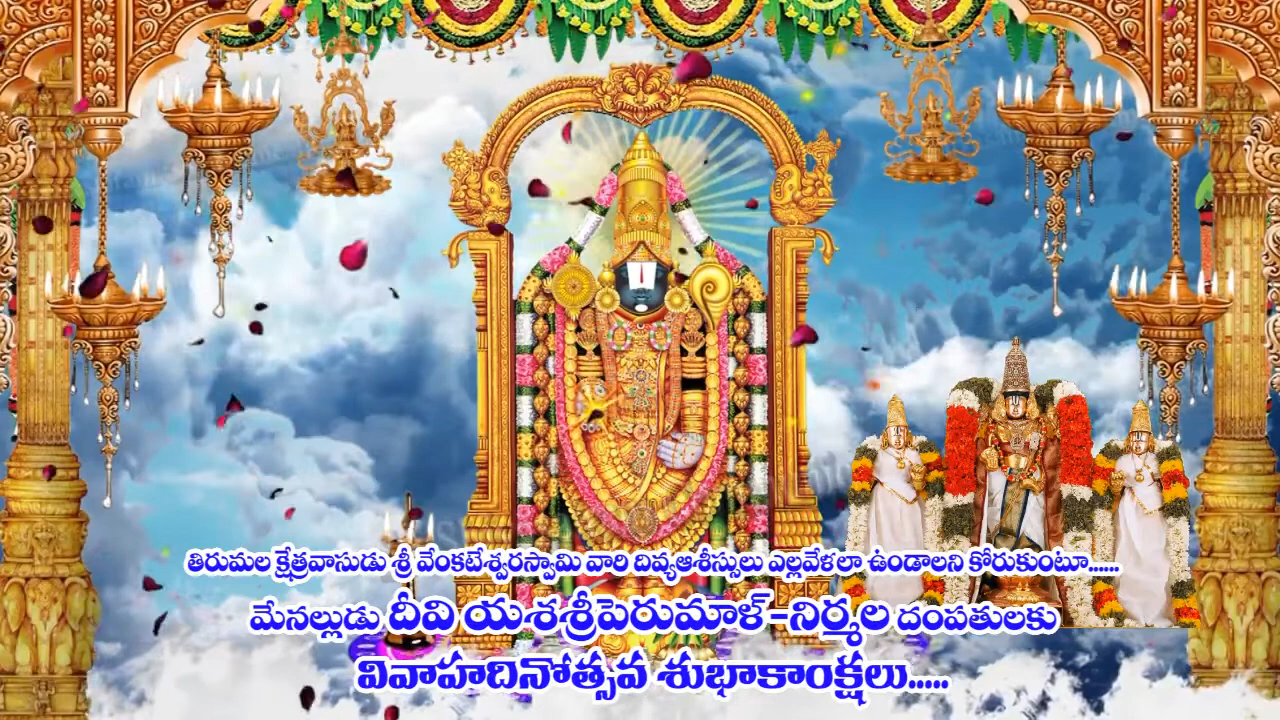 తిరుమల క్షేత్రవాసుడు శ్రీ వేంకటేశ్వరస్వామి వారి దివ్యఆశీస్సులు ఎల్లవేళలా ఉండాలని కోరుకుంటూ......
మేనల్లుడు దీవి యశశ్రీపెరుమాళ్-నిర్మల దంపతులకు
వివాహదినోత్సవ శుభాకాంక్షలు.....